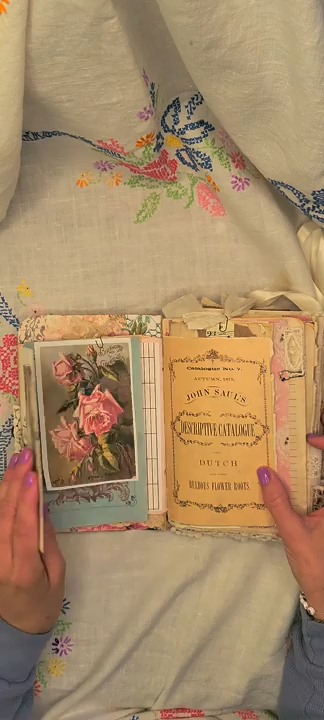 Catalogue No. 7.
AUTUMN, 1875.
JOHN SAUL'S
DESCRIPTIVE CATALOGUE
DUTCH
BULBOUS FLOWER ROOTS.